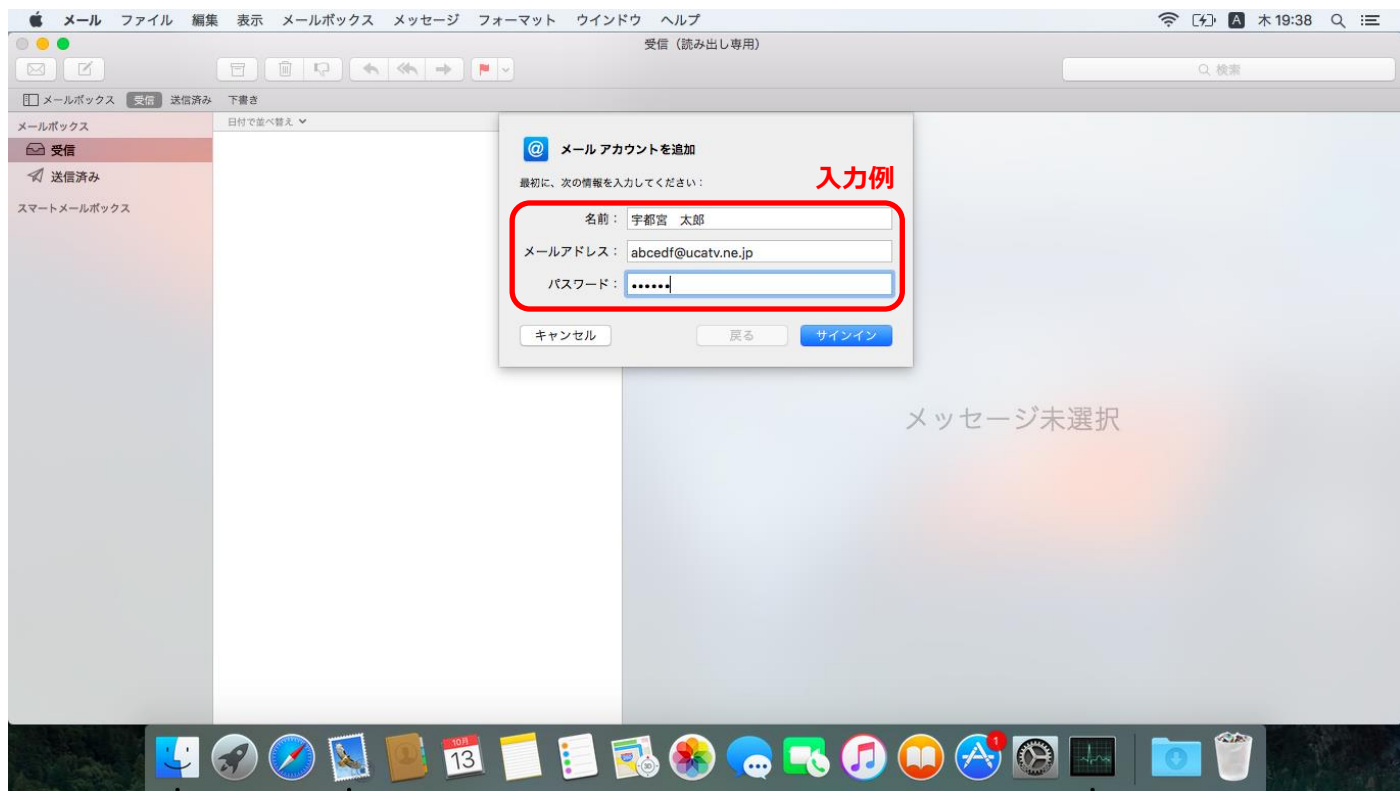 メール ファイル 編集 表示 メールボックス メッセージ フォーマット ウインドウ ヘルプ A 木 19:38
受信（読み出し専用）
検索
メールボックス 受信 送信済み 下書き
メールボックス
日付で並べ替え
受信
送信済み
スマートメールボックス
@ メール アカウントを追加
入力例
最初に、次の情報を入力してください：
名前： 宇都宮　太郎
メールアドレス： abcedf@ucatv.ne.jp
パスワード： ••••••
キャンセル 戻る サインイン
メッセージ未選択
10月
13
3D
1